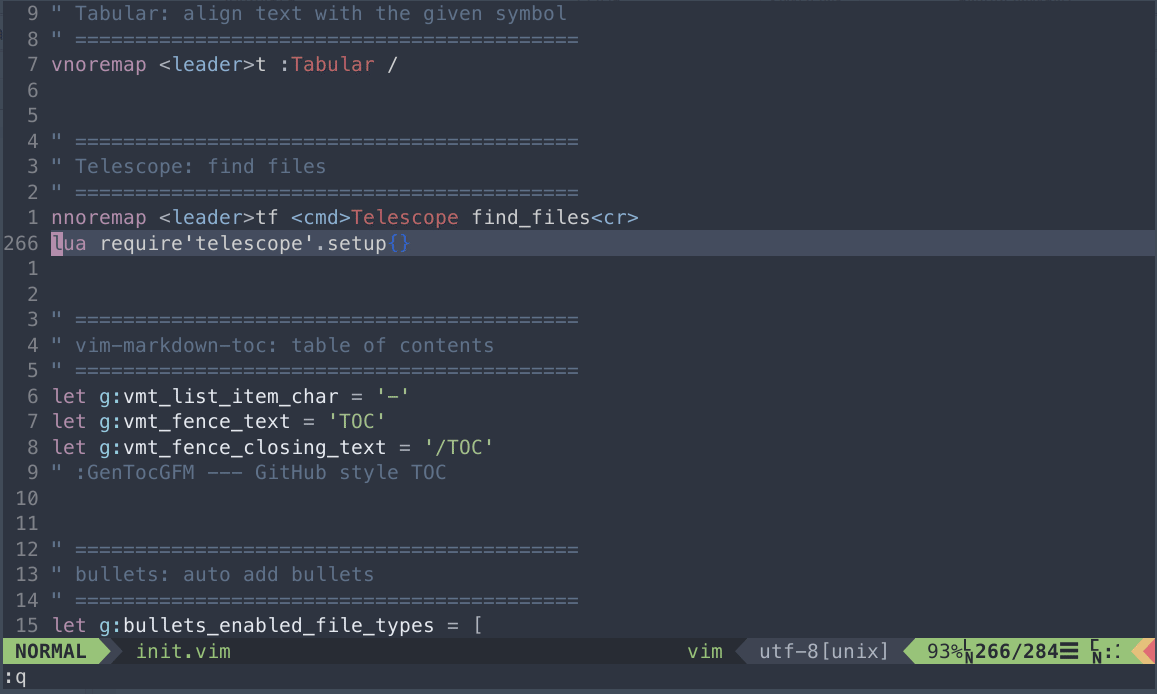 9 " Tabular: align text with the given symbol
8 " ==========================================
7 vnoremap <leader>t :Tabular /
6
5
4 " ==========================================
3 " Telescope: find files
2 " ==========================================
1 nnoremap <leader>tf <cmd>Telescope find_files<cr>
266 lua require'telescope'.setup{}
1
2
3 " ==========================================
4 " vim-markdown-toc: table of contents
5 " ==========================================
6 let g:vmt_list_item_char = '-'
7 let g:vmt_fence_text = 'TOC'
8 let g:vmt_fence_closing_text = '/TOC'
9 " :GenTocGFM --- GitHub style TOC
10
11
12 " ==========================================
13 " bullets: auto add bullets
14 " ==========================================
15 let g:bullets_enabled_file_types = [
NORMAL init.vim vim utf-8[unix] 93% LN 266/284☰
:q